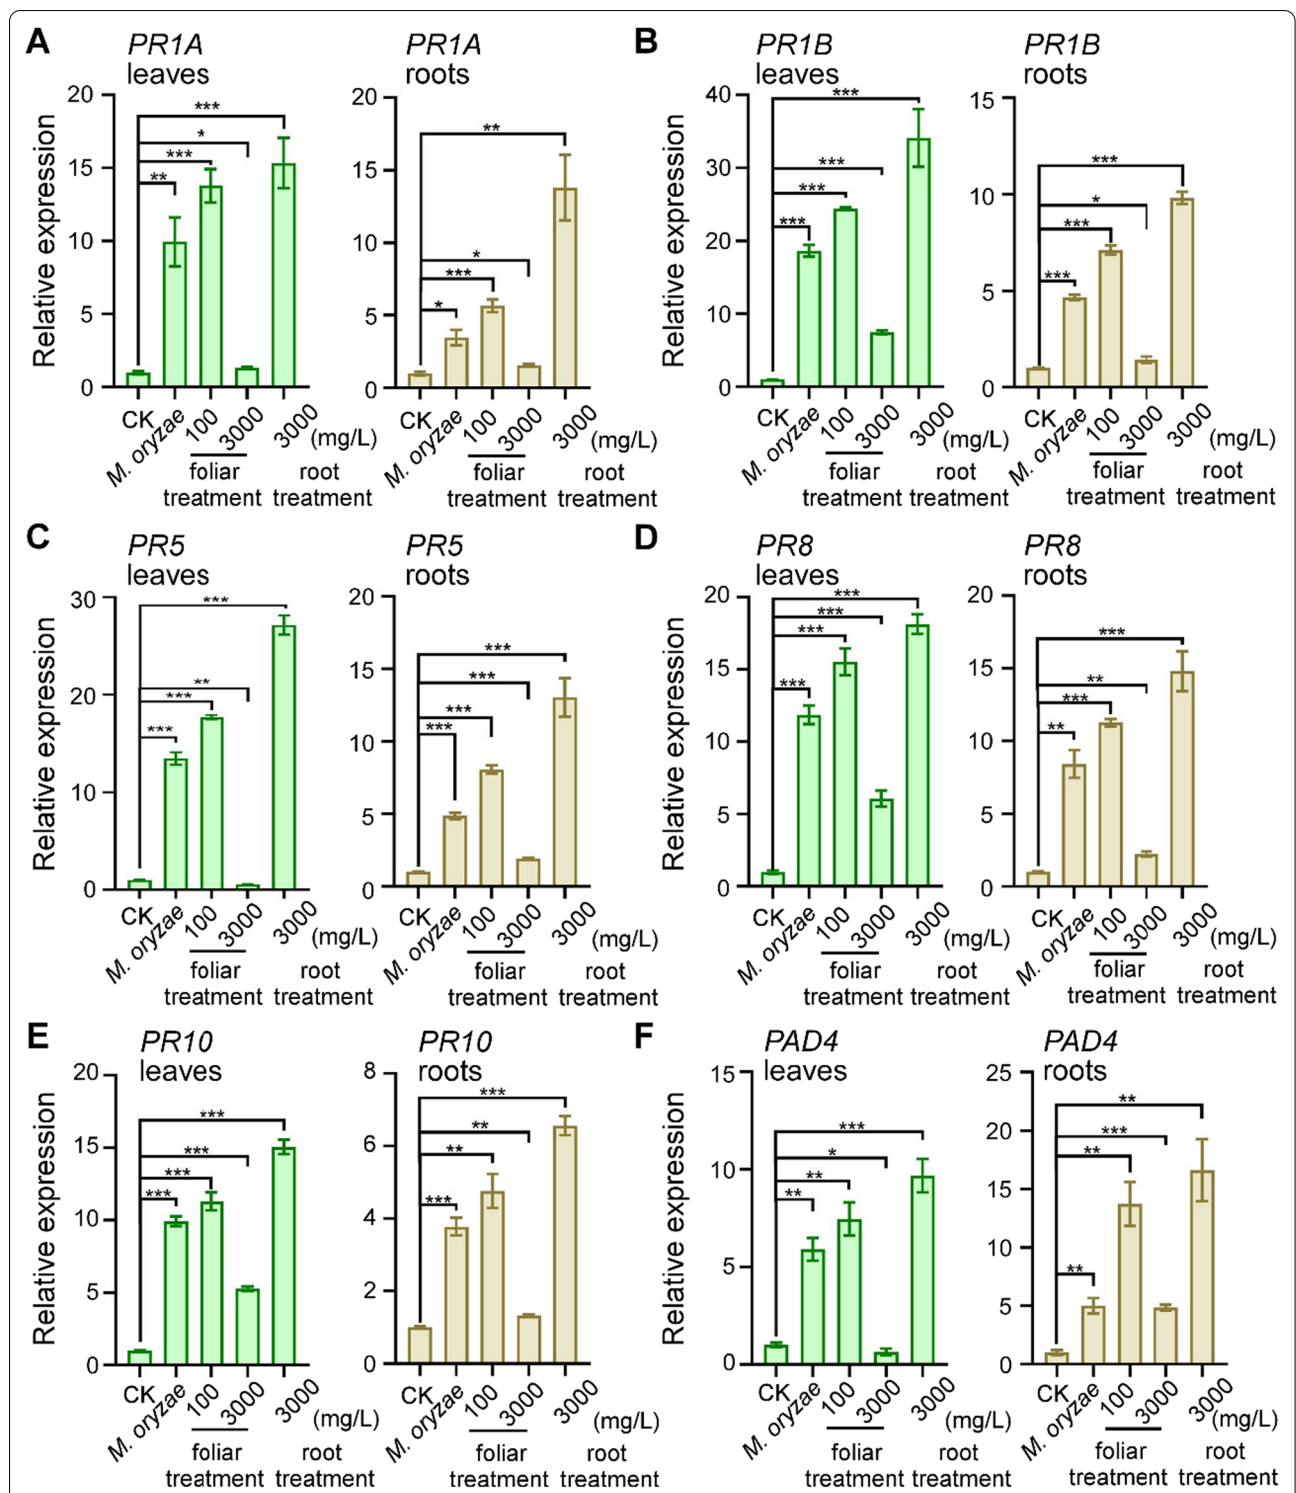 A
PR1A
leaves
Relative expression
20
15
10
5
0
***
*
***
**
CK
M. oryzae
100
3000
3000
(mg/L)
foliar
treatment
root
treatment
PR1A
roots
20
15
10
5
0
**
*
***
*
CK
M. oryzae
100
3000
3000
(mg/L)
foliar
treatment
root
treatment
B
PR1B
leaves
Relative expression
40
30
20
10
0
***
***
***
***
CK
M. oryzae
100
3000
3000
(mg/L)
foliar
treatment
root
treatment
PR1B
roots
15
10
5
0
***
*
***
***
CK
M. oryzae
100
3000
3000
(mg/L)
foliar
treatment
root
treatment
C
PR5
leaves
Relative expression
30
20
10
0
***
**
***
***
CK
M. oryzae
100
3000
3000
(mg/L)
foliar
treatment
root
treatment
PR5
roots
20
15
10
5
0
***
***
***
***
CK
M. oryzae
100
3000
3000
(mg/L)
foliar
treatment
root
treatment
D
PR8
leaves
Relative expression
20
15
10
5
0
***
***
***
***
CK
M. oryzae
100
3000
3000
(mg/L)
foliar
treatment
root
treatment
PR8
roots
20
15
10
5
0
***
**
***
**
CK
M. oryzae
100
3000
3000
(mg/L)
foliar
treatment
root
treatment
E
PR10
leaves
Relative expression
20
15
10
5
0
***
***
***
***
CK
M. oryzae
100
3000
3000
(mg/L)
foliar
treatment
root
treatment
PR10
roots
8
6
4
2
0
***
**
**
***
CK
M. oryzae
100
3000
3000
(mg/L)
foliar
treatment
root
treatment
F
PAD4
leaves
Relative expression
15
10
5
0
***
*
**
**
CK
M. oryzae
100
3000
3000
(mg/L)
foliar
treatment
root
treatment
PAD4
roots
25
20
15
10
5
0
**
***
**
**
CK
M. oryzae
100
3000
3000
(mg/L)
foliar
treatment
root
treatment